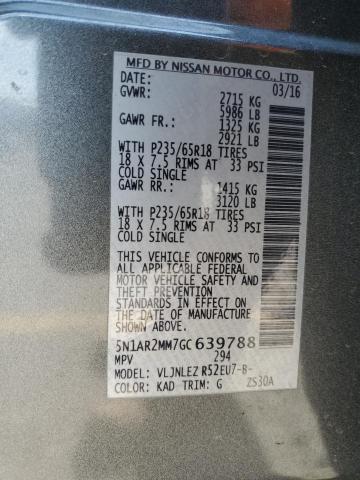 MFD BY NISSAN MOTOR CO., LTD.
DATE: 03/16
GVWR: 2715 KG
5986 LB
GAWR FR.: 1325 KG
2921 LB
WITH P235/65R18 TIRES
18 X 7.5 RIMS AT 33 PSI
COLD SINGLE
GAWR RR.: 1415 KG
3120 LB
WITH P235/65R18 TIRES
18 X 7.5 RIMS AT 33 PSI
COLD SINGLE
THIS VEHICLE CONFORMS TO
ALL APPLICABLE FEDERAL
MOTOR VEHICLE SAFETY
STANDARDS IN EFFECT ON
THE DATE OF MANUFACTURE
SHOWN ABOVE.
5N1AR2MM7GC639788
MPV 294
MODEL: VLJNLEZ R52EU7-B-
COLOR: KAD TRIM: G ZS30A